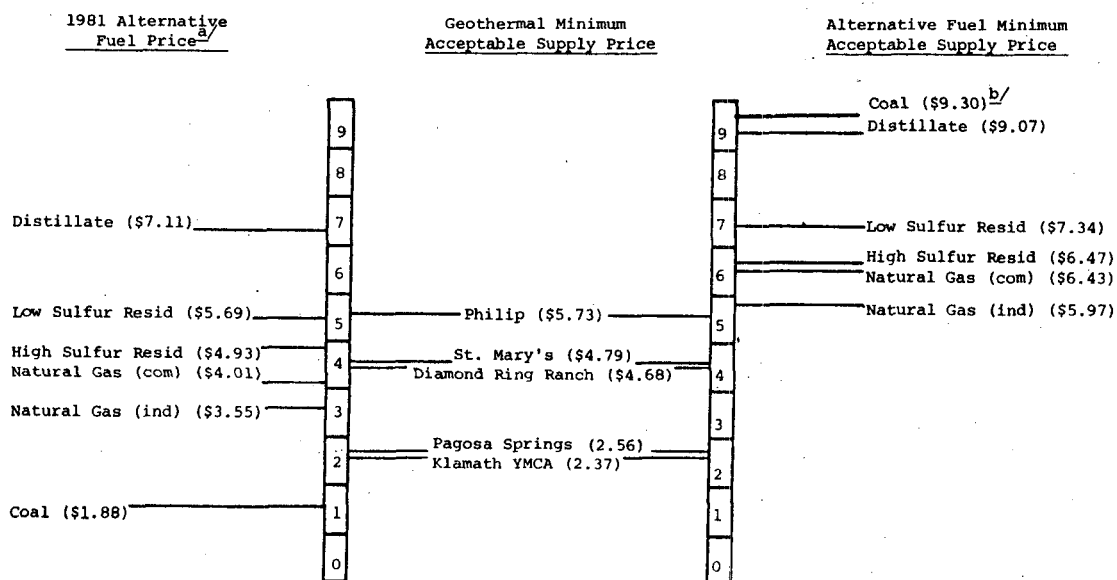 1981 Alternative
Fuel Price a/
Geothermal Minimum
Acceptable Supply Price
Alternative Fuel Minimum
Acceptable Supply Price
Coal ($9.30) b/
9
9
Distillate ($9.07)
8
8
Distillate ($7.11)
7
7
Low Sulfur Resid ($7.34)
High Sulfur Resid ($6.47)
6
6
Natural Gas (com) ($6.43)
Low Sulfur Resid ($5.69)
5
Philip ($5.73)
5
Natural Gas (ind) ($5.97)
High Sulfur Resid ($4.93)
St. Mary's ($4.79)
Natural Gas (com) ($4.01)
4
Diamond Ring Ranch ($4.68)
4
Natural Gas (ind) ($3.55)
3
3
Pagosa Springs (2.56)
2
Klamath YMCA (2.37)
2
Coal ($1.88)
1
1
0
0